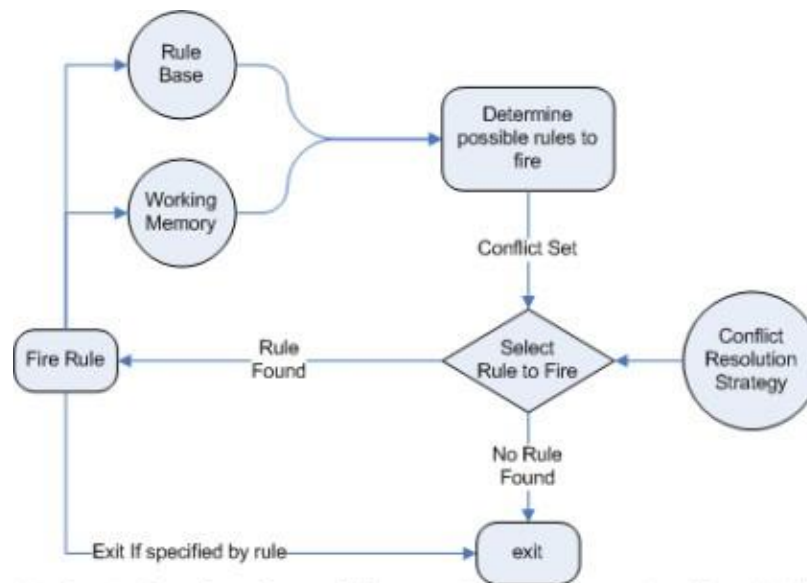 Rule
Base
Determine
possible rules to
fire
Working
Memory
Conflict Set
Fire Rule
Rule
Found
Select
Rule to Fire
Conflict
Resolution
Strategy
No Rule
Found
Exit If specified by rule
exit